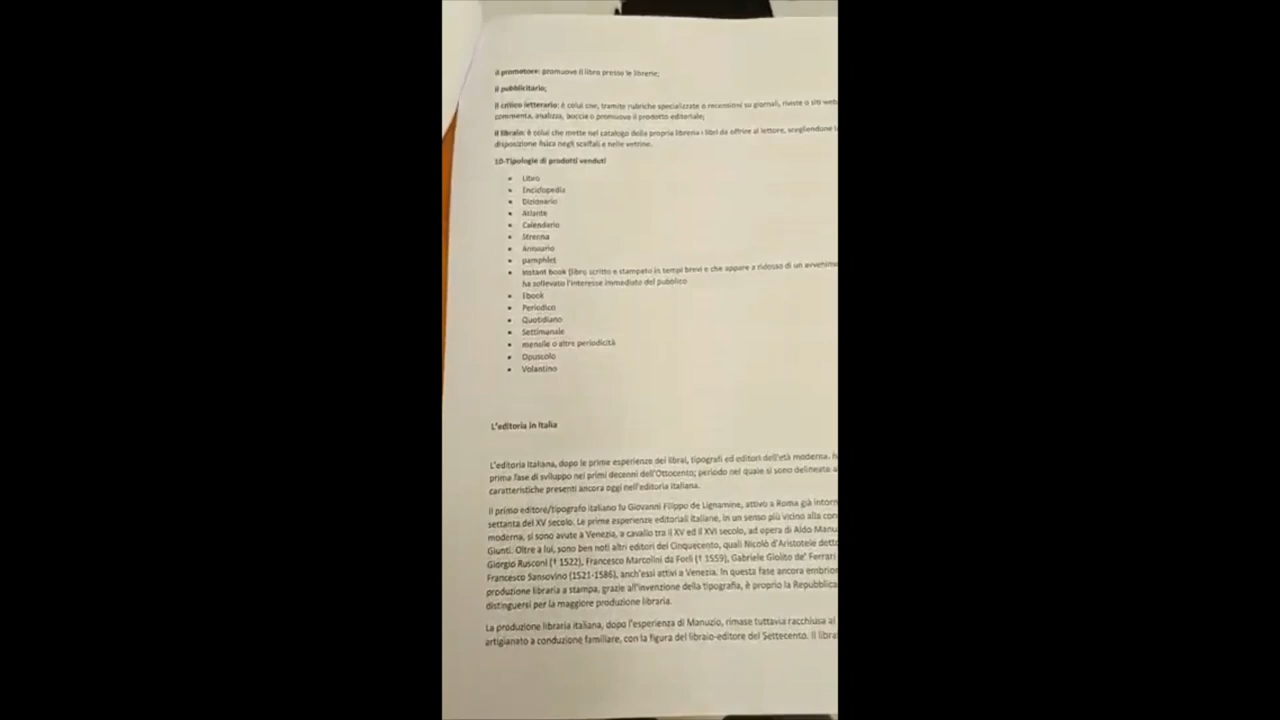 il promotore: promuove il libro presso le librerie;
il pubblicitario;
il critico letterario: è colui che, tramite rubriche specializzate o recensioni su giornali, riviste o siti web
commenta, analizza, boccia o promuove il prodotto editoriale;
il libraio: è colui che mette nel catalogo della propria libreria i libri da offrire al lettore, scegliendone
disposizione fisica negli scaffali e nelle vetrine.
10-Tipologie di prodotti venduti
Libro
Enciclopedia
Dizionario
Atlante
Calendario
Strenna
Annuario
pamphlet
instant book (libro scritto e stampato in tempi brevi e che appare a ridosso di un
ha sollevato l'interesse immediato del pubblico
Ebook
Periodico
Quotidiano
Settimanale
mensile o altre periodicità
Opuscolo
Volantino
L'editoria in Italia
L'editoria italiana, dopo le prime esperienze dei librai, tipografi ed editori dell'età moderna.
prima fase di sviluppo nei primi decenni dell'Ottocento; periodo nel quale si sono delineate
caratteristiche presenti ancora oggi nell'editoria italiana.
Il primo editore/tipografo italiano fu Giovanni Filippo de Lignamine, attivo a Roma già
settanta del XV secolo. Le prime esperienze editoriali italiane, in un senso più vicino alla
moderna, si sono avute a Venezia, a cavallo tra il XV ed il XVI secolo, ad opera di Aldo
Giunti. Oltre a lui, sono ben noti altri editori del Cinquecento, quali Nicolò d'Aristotele
Giorgio Rusconi († 1522), Francesco Marcolini da Forlì († 1559), Gabriele Giolito de' Ferrari
Francesco Sansovino (1521-1586), anch'essi attivi a Venezia. In questa fase ancora
produzione libraria a stampa, grazie all'invenzione della tipografia, è proprio la Repubblica
distinguersi per la maggiore produzione libraria.
La produzione libraria italiana, dopo l'esperienza di Manuzio, rimase tuttavia racchiusa
artigianato a conduzione familiare, con la figura del libraio-editore del Settecento. Il